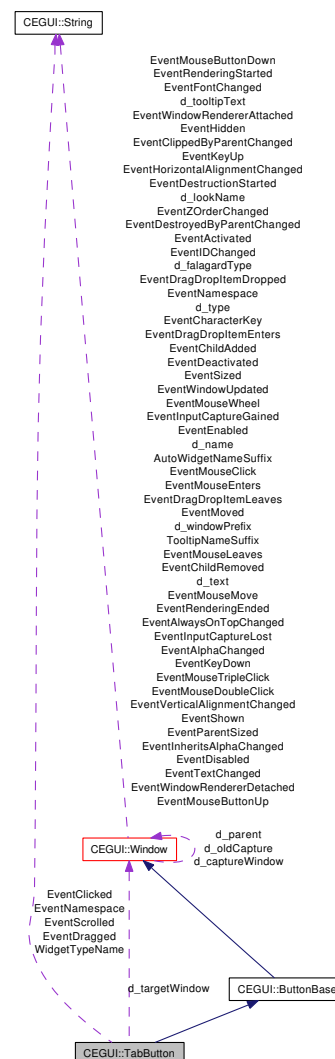 CEGUI::String
EventMouseButtonDown
EventRenderingStarted
EventFontChanged
d_tooltipText
EventWindowRendererAttached
EventHidden
EventClippedByParentChanged
EventKeyUp
EventHorizontalAlignmentChanged
EventDestructionStarted
d_lookName
EventZOrderChanged
EventDestroyedByParentChanged
EventActivated
EventIDChanged
d_falagardType
EventDragDropItemDropped
EventNamespace
d_type
EventCharacterKey
EventDragDropItemEnters
EventChildAdded
EventDeactivated
EventSized
EventWindowUpdated
EventMouseWheel
EventInputCaptureGained
EventEnabled
d_name
AutoWidgetNameSuffix
EventMouseClick
EventMouseEnters
EventDragDropItemLeaves
EventMoved
d_windowPrefix
TooltipNameSuffix
EventMouseLeaves
EventChildRemoved
d_text
EventMouseMove
EventRenderingEnded
EventAlwaysOnTopChanged
EventInputCaptureLost
EventAlphaChanged
EventKeyDown
EventMouseTripleClick
EventMouseDoubleClick
EventVerticalAlignmentChanged
EventShown
EventParentSized
EventInheritsAlphaChanged
EventDisabled
EventTextChanged
EventWindowRendererDetached
EventMouseButtonUp
CEGUI::Window
d_parent
d_oldCapture
d_captureWindow
EventClicked
EventNamespace
EventScrolled
EventDragged
WidgetTypeName
d_targetWindow
CEGUI::ButtonBase
CEGUI::TabButton